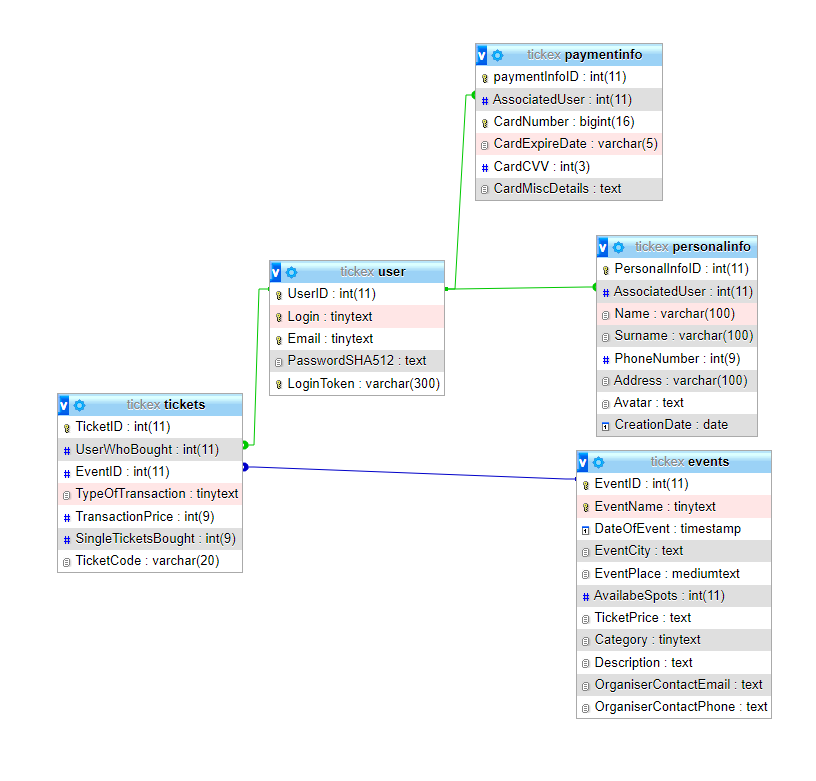 v tickex paymentinfo
paymentInfoID : int(11)
# AssociatedUser : int(11)
CardNumber : bigint(16)
CardExpireDate : varchar(5)
# CardCVV : int(3)
CardMiscDetails : text
v tickex personalinfo
PersonalInfoID : int(11)
# AssociatedUser : int(11)
Name : varchar(100)
Surname : varchar(100)
# PhoneNumber : int(9)
Address : varchar(100)
Avatar : text
CreationDate : date
v tickex user
UserID : int(11)
Login : tinytext
Email : tinytext
PasswordSHA512 : text
LoginToken : varchar(300)
v tickex tickets
TicketID : int(11)
# UserWhoBought : int(11)
# EventID : int(11)
TypeOfTransaction : tinytext
# TransactionPrice : int(9)
# SingleTicketsBought : int(9)
TicketCode : varchar(20)
v tickex events
EventID : int(11)
EventName : tinytext
DateOfEvent : timestamp
EventCity : text
EventPlace : mediumtext
# AvailabeSpots : int(11)
TicketPrice : text
Category : tinytext
Description : text
OrganiserContactEmail : text
OrganiserContactPhone : text